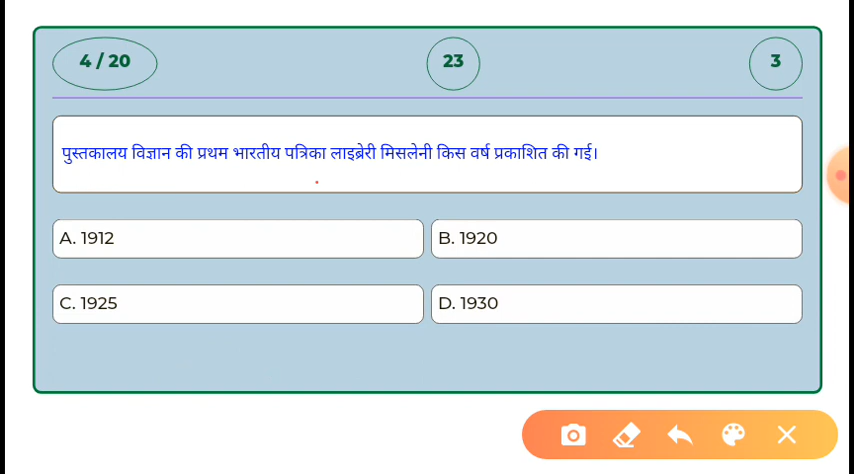 4 / 20
23
3
पुस्तकालय विज्ञान की प्रथम भारतीय पत्रिका लाइब्रेरी मिसलेनी किस वर्ष प्रकाशित की गई।
A. 1912
B. 1920
C. 1925
D. 1930